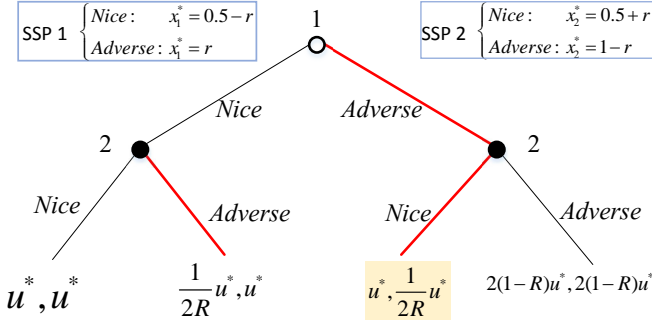 SSP 1 { Nice : x₁* = 0.5 − r
Adverse : x₁* = r
1
SSP 2 { Nice : x₂* = 0.5 + r
Adverse : x₂* = 1 − r
Nice
Adverse
2
2
Nice
Adverse
Nice
Adverse
u*, u*
1/2R u*, u*
u*, 1/2R u*
2(1−R)u*, 2(1−R)u*